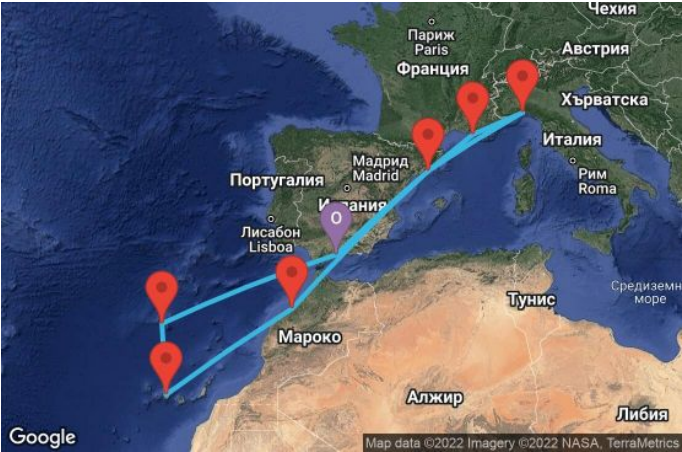 Чехия
Париж
Paris
Австрия
Франция
Хърватска
Италия
Мадрид
Madrid
Рим
Roma
Португалия
Испания
Лисабон
Lisboa
O
Средиземн
море
Тунис
Мароко
Алжир
Либия
Google
Map data ©2022 Imagery ©2022 NASA, TerraMetrics